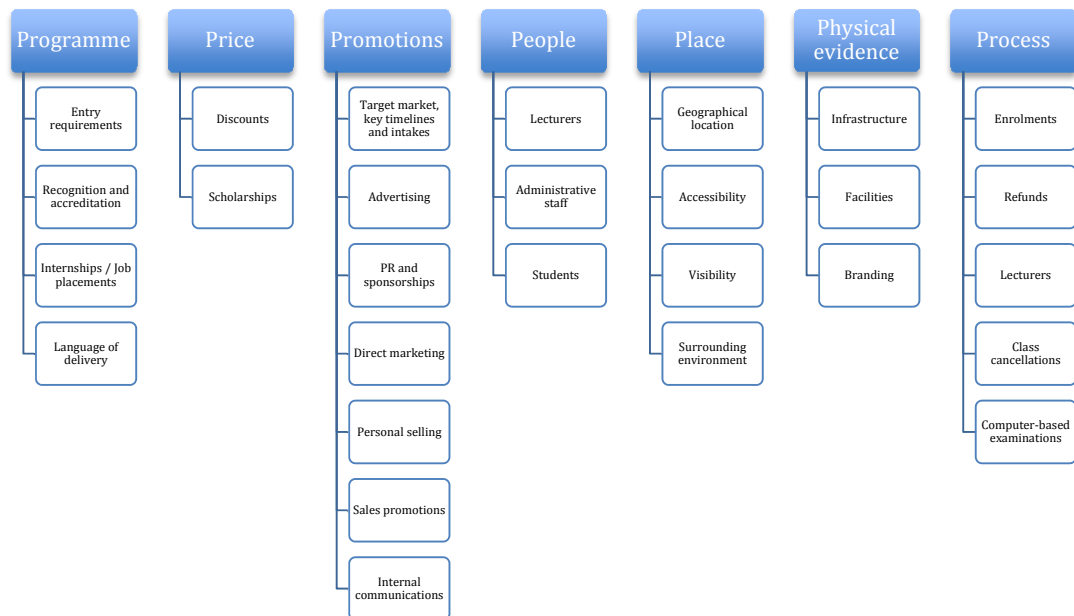 Programme
Entry
requirements
Recognition and
accreditation
Internships / Job
placements
Language of
delivery
Price
Discounts
Scholarships
Promotions
Target market,
key timelines
and intakes
Advertising
PR and
sponsorships
Direct marketing
Personal selling
Sales promotions
Internal
communications
People
Lecturers
Administrative
staff
Students
Place
Geographical
location
Accessibility
Visibility
Surrounding
environment
Physical
evidence
Infrastructure
Facilities
Branding
Process
Enrolments
Refunds
Lecturers
Class
cancellations
Computer-based
examinations